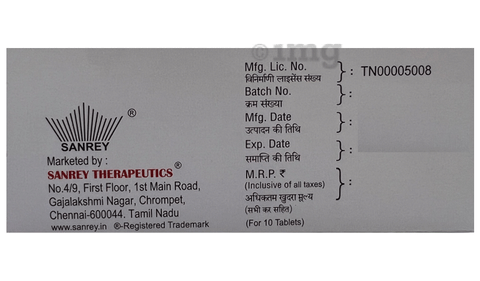 1mg
SANREY ®
Marketed by :
SANREY THERAPEUTICS®
No.4/9, First Floor, 1st Main Road,
Gajalakshmi Nagar, Chrompet,
Chennai-600044. Tamil Nadu
www.sanrey.in ®-Registered Trademark
Mfg. Lic. No. : TN00005008
विनिर्माणी लाइसेंस संख्य
Batch No. :
क्रम संख्या
Mfg. Date :
उत्पादन की तिथि
Exp. Date :
समाप्ति की तिथि
M.R.P. ₹ :
(Inclusive of all taxes)
अधिकतम खुदरा मूल्य
(सभी कर सहित)
(For 10 Tablets)